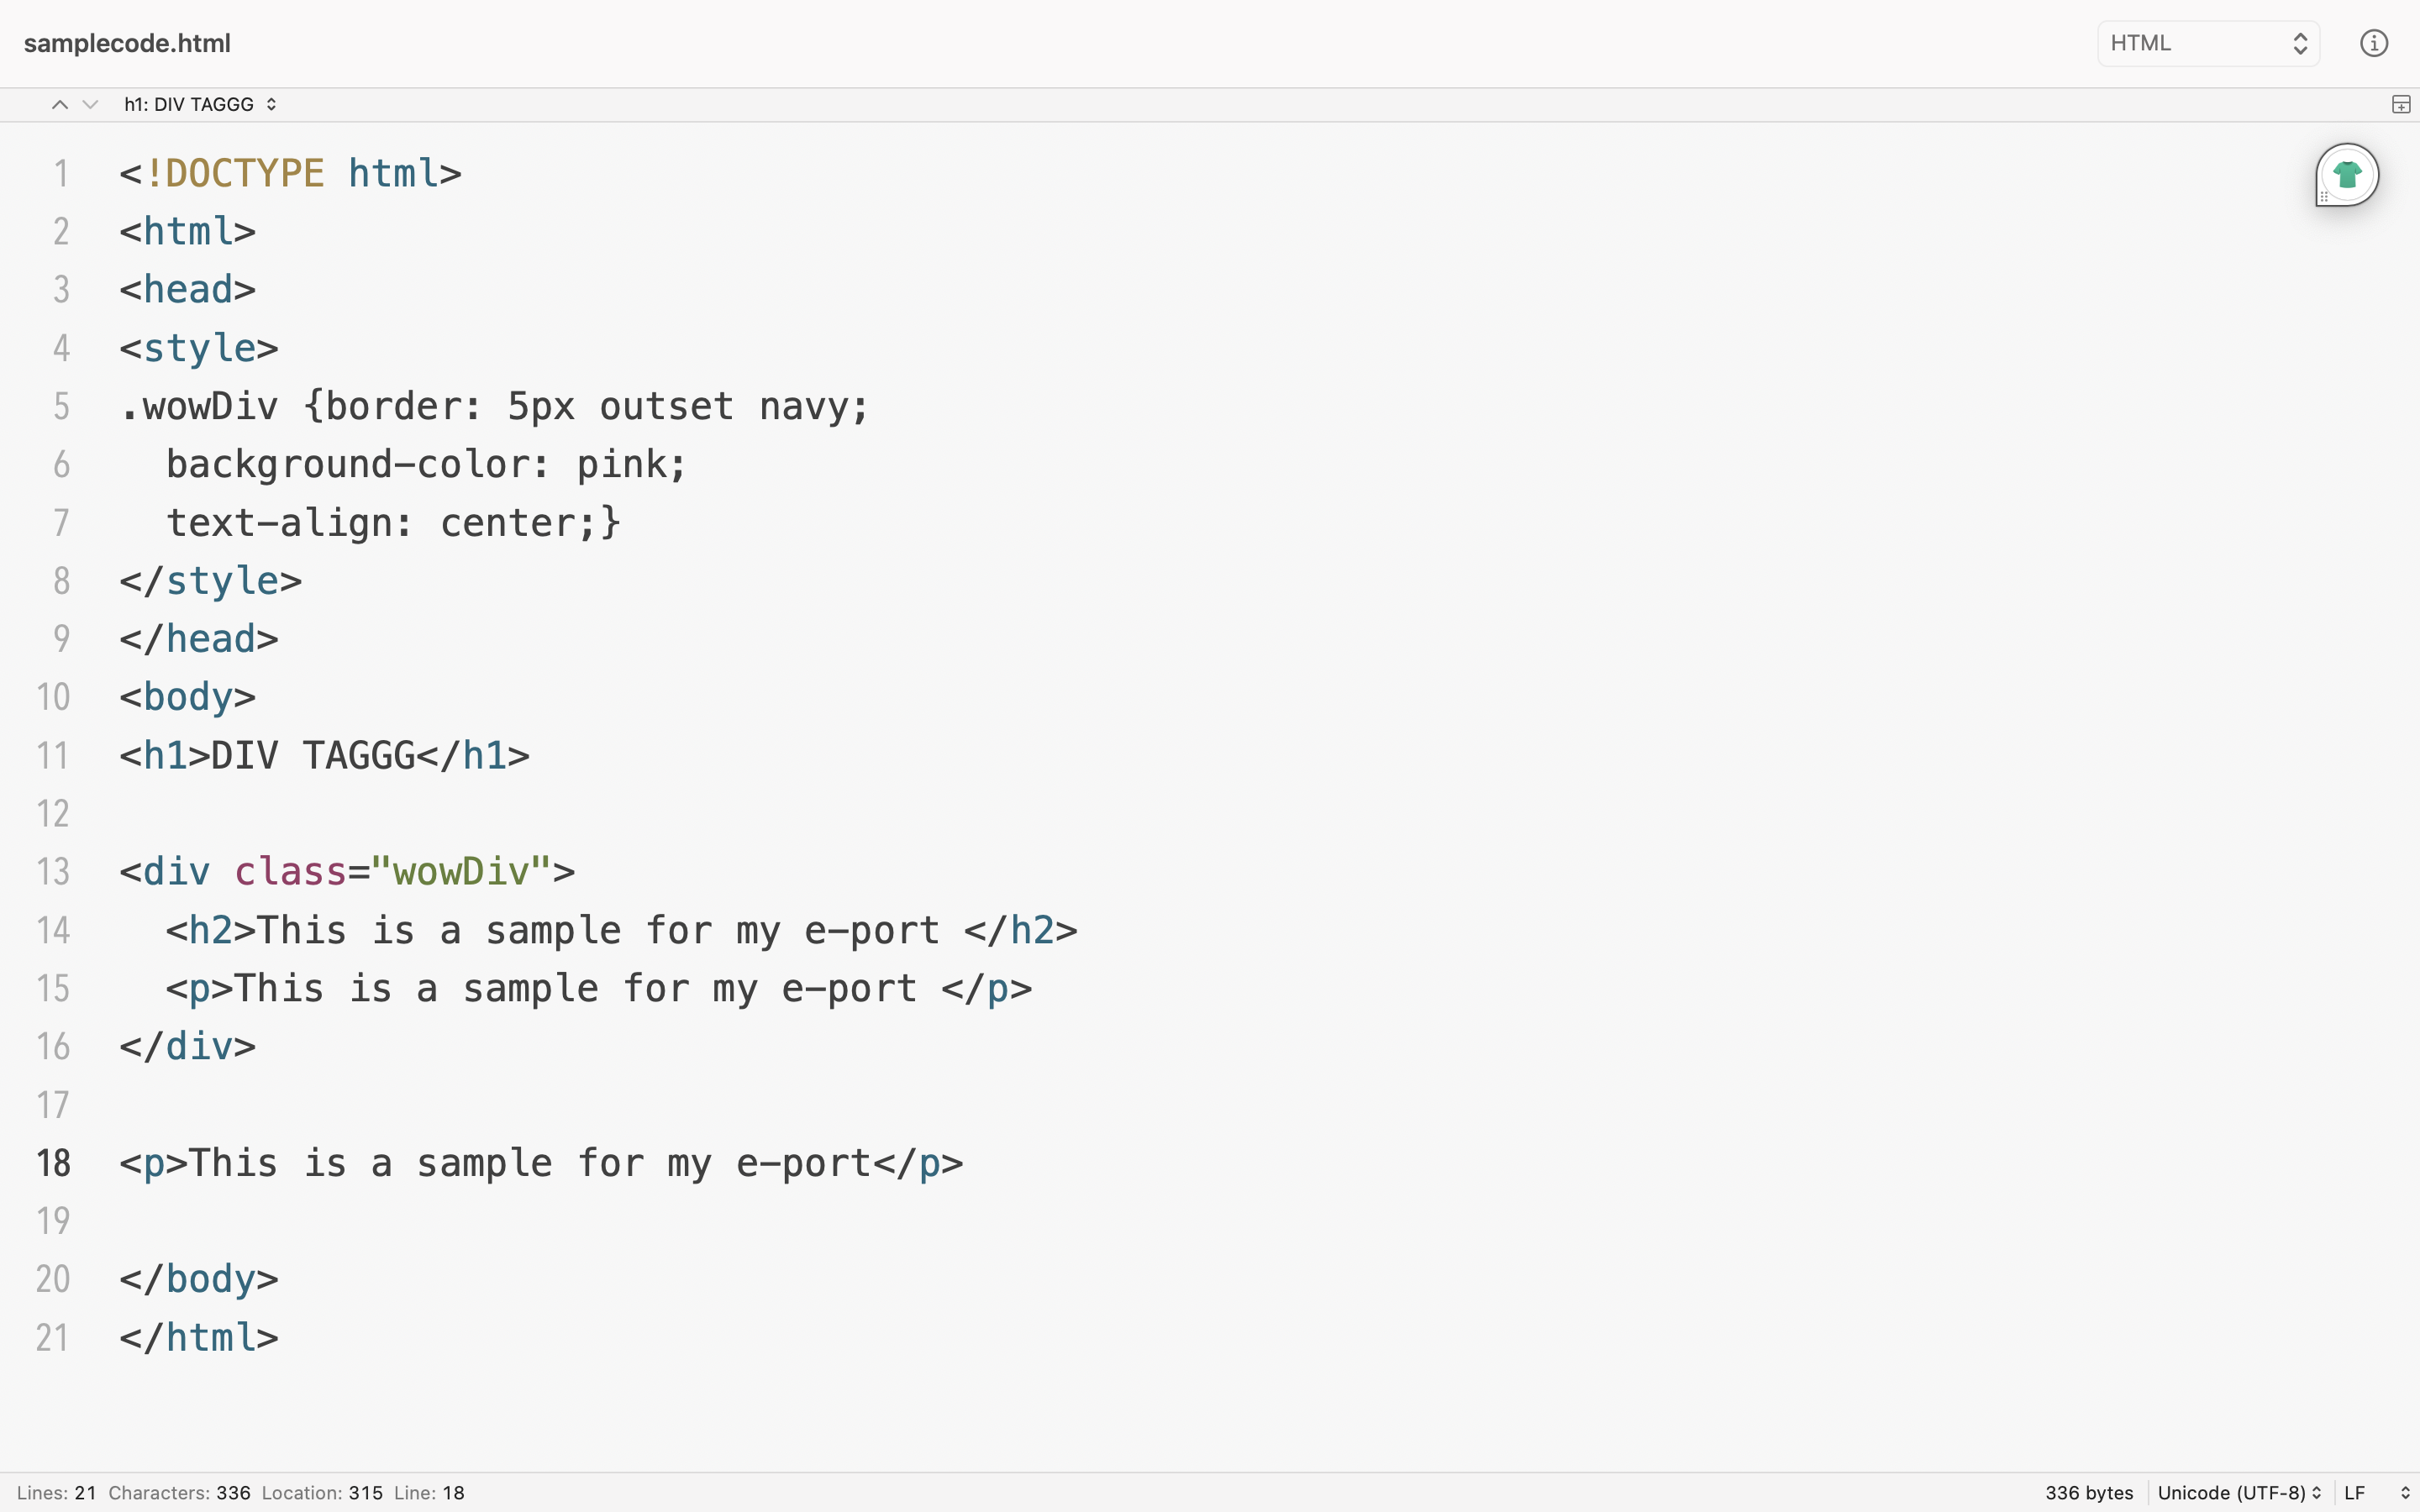 samplecode.html
HTML
h1: DIV TAGGG
1 <!DOCTYPE html>
2 <html>
3 <head>
4 <style>
5 .wowDiv {border: 5px outset navy;
6   background-color: pink;
7   text-align: center;}
8 </style>
9 </head>
10 <body>
11 <h1>DIV TAGGG</h1>
12
13 <div class="wowDiv">
14   <h2>This is a sample for my e-port </h2>
15   <p>This is a sample for my e-port </p>
16 </div>
17
18 <p>This is a sample for my e-port</p>
19
20 </body>
21 </html>
Lines: 21 Characters: 336 Location: 315 Line: 18 336 bytes Unicode (UTF-8) LF